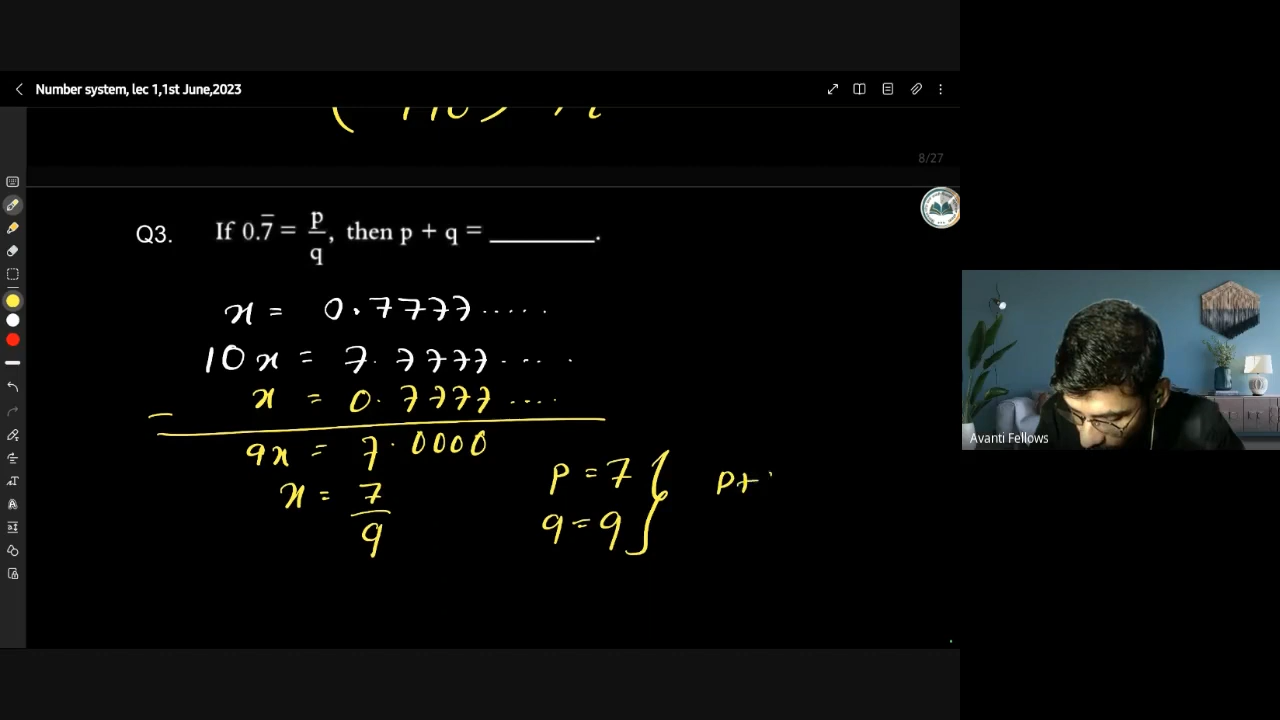 Number system, lec 1,1st June,2023
8/27
Q3. If 0.7̅ = p/q, then p + q = ________.
x = 0.7777.....
10x = 7.7777....
- x = 0.7777....
9x = 7.0000
x = 7/9
p = 7
q = 9
p+
Avanti Fellows